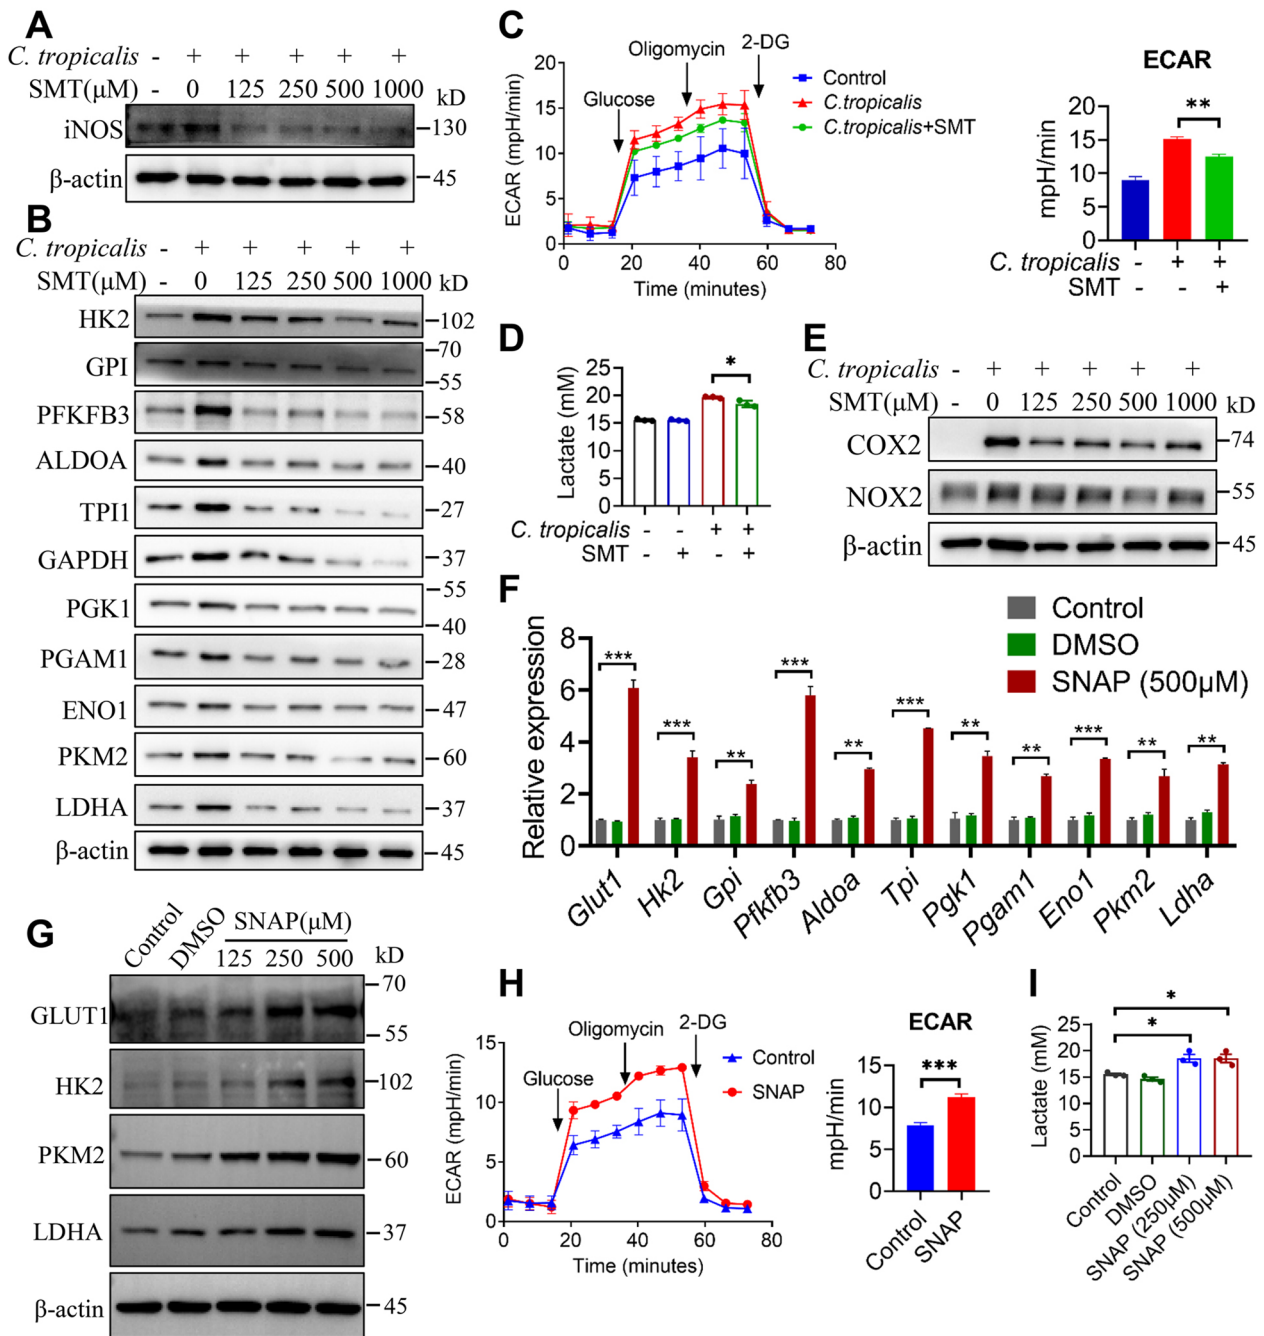 A
C. tropicalis - + + + + +
SMT(μM) - 0 125 250 500 1000 kD
iNOS 130
β-actin 45
B
C. tropicalis - + + + + +
SMT(μM) - 0 125 250 500 1000 kD
HK2 102
GPI 70
55
PFKFB3 58
ALDOA 40
TPI1 27
GAPDH 37
PGK1 55
40
PGAM1 28
ENO1 47
PKM2 60
LDHA 37
β-actin 45
C
ECAR (mpH/min)
20
15
10
5
0
0 20 40 60 80
Time (minutes)
Glucose
Oligomycin
2-DG
Control
C.tropicalis
C.tropicalis+SMT
ECAR
mpH/min
20
15
10
5
0
**
C. tropicalis - + +
SMT - - +
D
Lactate (mM)
25
20
15
10
5
0
*
C. tropicalis - - + +
SMT - + - +
E
C. tropicalis - + + + + +
SMT(μM) - 0 125 250 500 1000 kD
COX2 74
NOX2 55
β-actin 45
F
Relative expression
8
6
4
2
0
Control
DMSO
SNAP (500μM)
*** *** ** *** ** *** ** ** *** ** **
Glut1 Hk2 Gpi Pfkfb3 Aldoa Tpi Pgk1 Pgam1 Eno1 Pkm2 Ldha
G
Control DMSO SNAP(μM)
125 250 500 kD
GLUT1 70
55
HK2 102
PKM2 60
LDHA 37
β-actin 45
H
ECAR (mpH/min)
15
10
5
0
0 20 40 60 80
Time (minutes)
Glucose
Oligomycin
2-DG
Control
SNAP
ECAR
mpH/min
15
10
5
0
***
Control SNAP
I
Lactate (mM)
25
20
15
10
5
0
*
*
Control DMSO SNAP (250μM) SNAP (500μM)